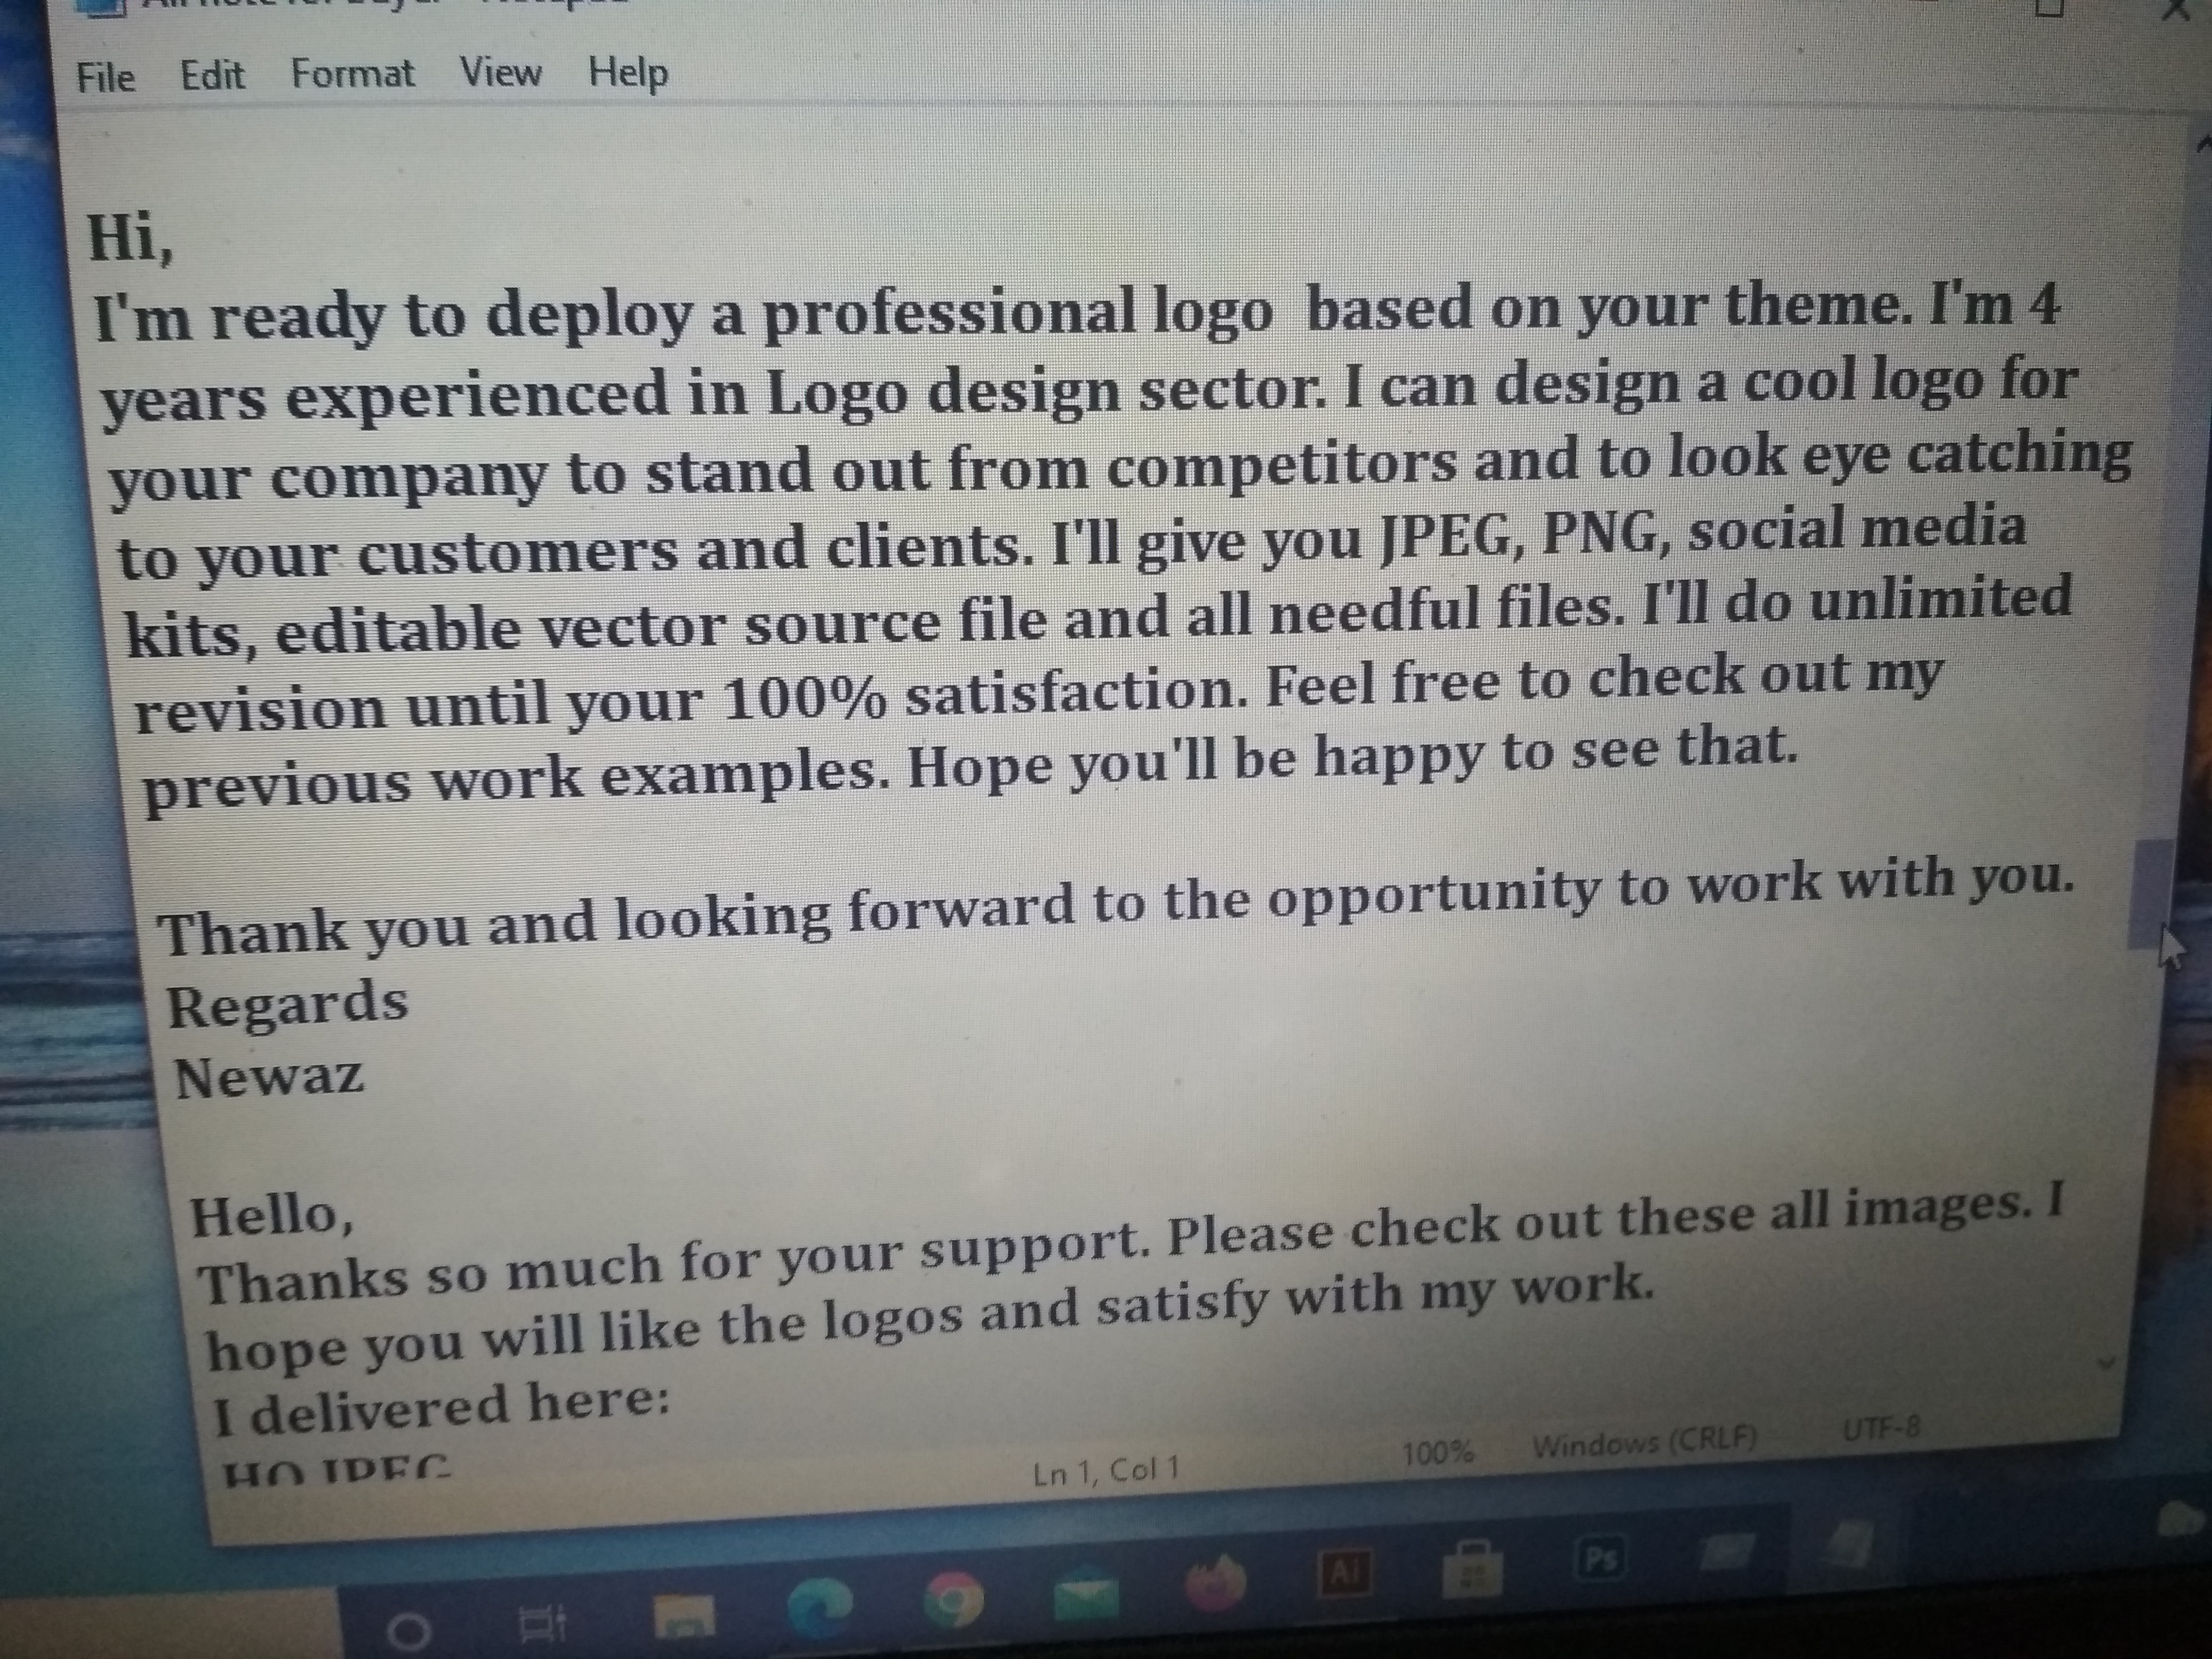 File Edit Format View Help
Hi,
I'm ready to deploy a professional logo  based on your theme. I'm 4
years experienced in Logo design sector. I can design a cool logo for
your company to stand out from competitors and to look eye catching
to your customers and clients. I'll give you JPEG, PNG, social media
kits, editable vector source file and all needful files. I'll do unlimited
revision until your 100% satisfaction. Feel free to check out my
previous work examples. Hope you'll be happy to see that.
Thank you and looking forward to the opportunity to work with you.
Regards
Newaz
Hello,
Thanks so much for your support. Please check out these all images. I
hope you will like the logos and satisfy with my work.
I delivered here:
Ln 1, Col 1 100% Windows (CRLF) UTF-8
Ai Ps